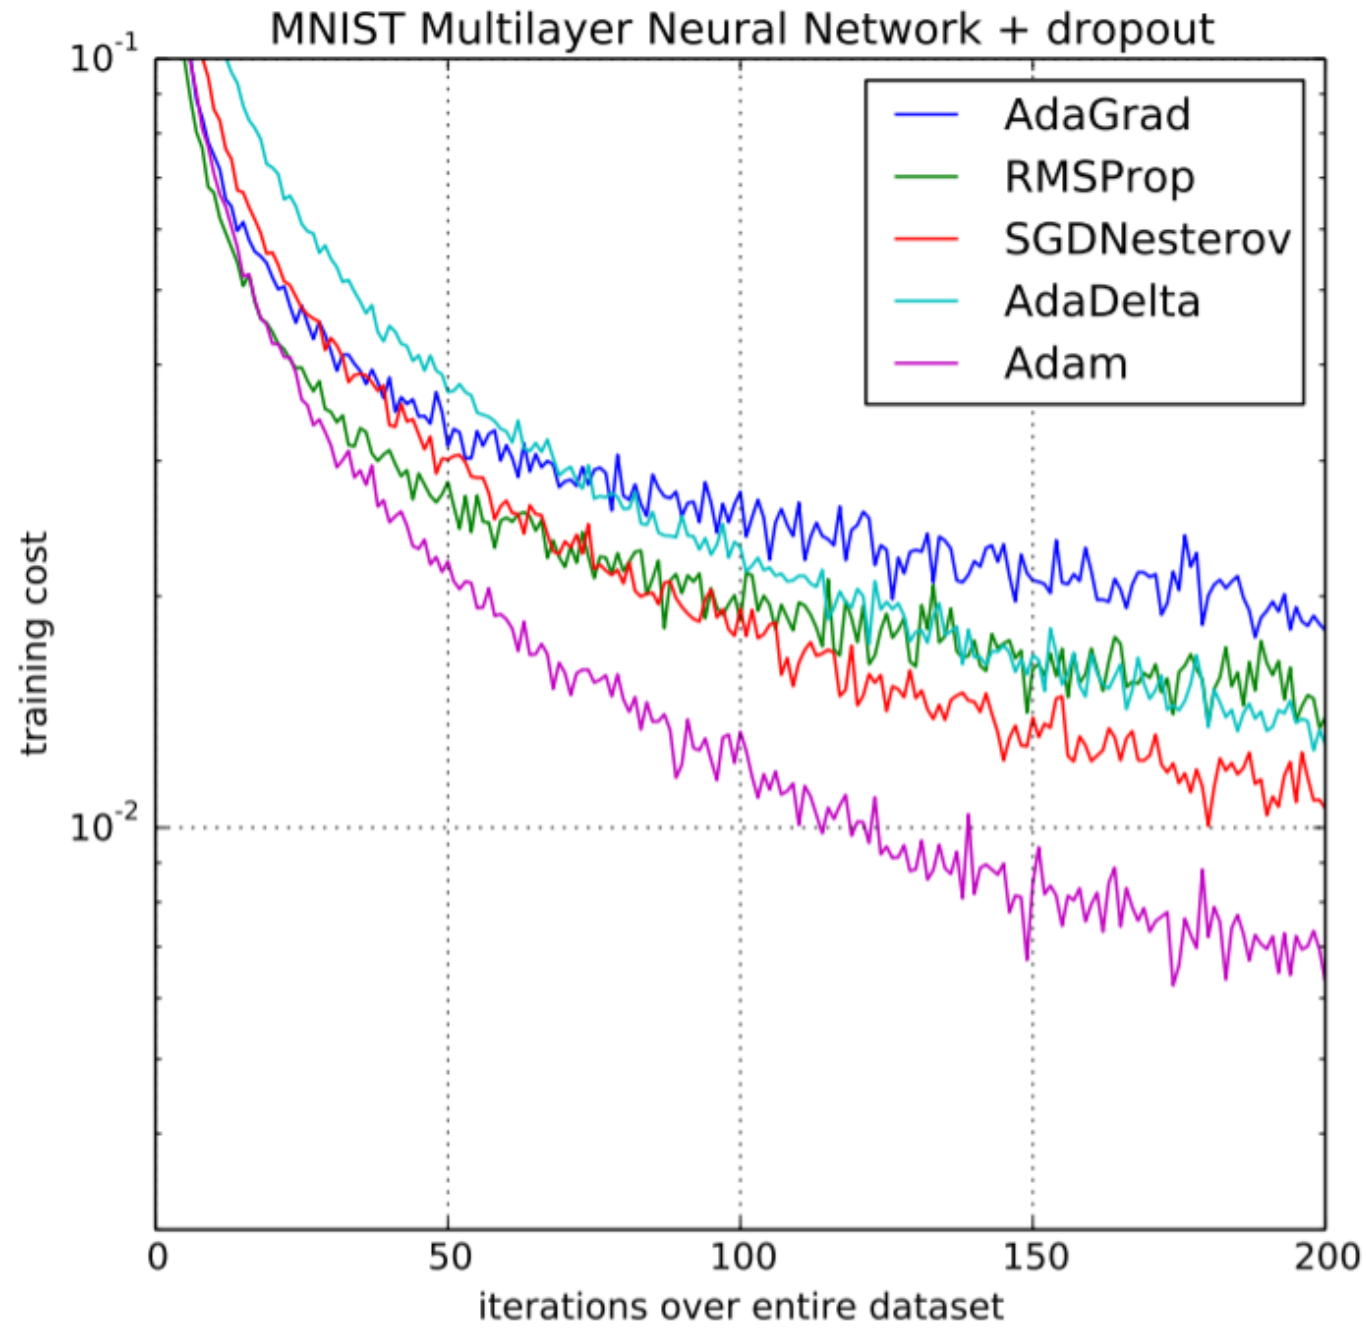 MNIST Multilayer Neural Network + dropout
10^-1
AdaGrad
RMSProp
SGDNesterov
AdaDelta
Adam
training cost
10^-2
0 50 100 150 200
iterations over entire dataset